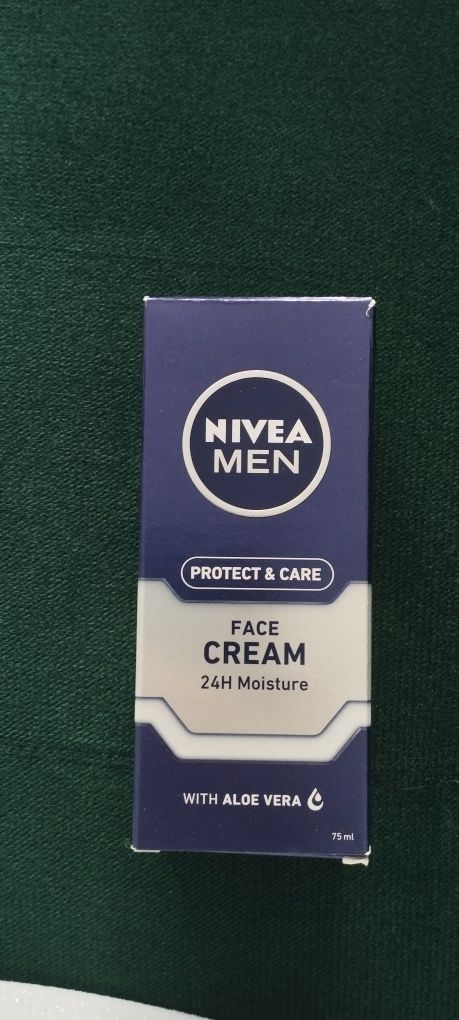 NIVEA
MEN
PROTECT & CARE
FACE
CREAM
24H Moisture
WITH ALOE VERA
75 ml